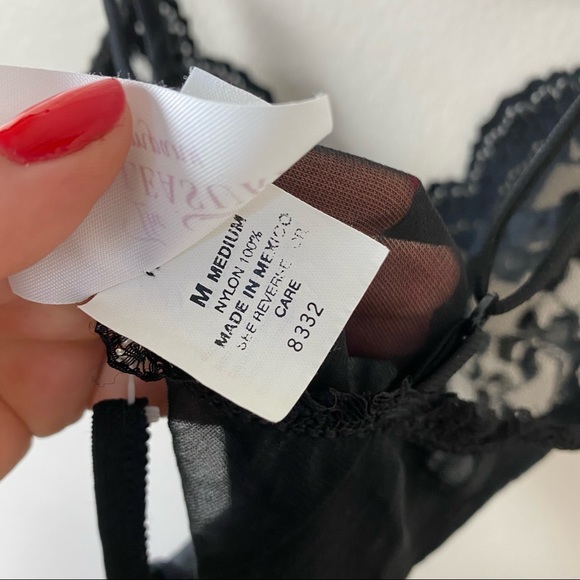 M MEDIUM
NYLON 100%
MADE IN MEXICO
SEE REVERSE FOR
CARE
8332